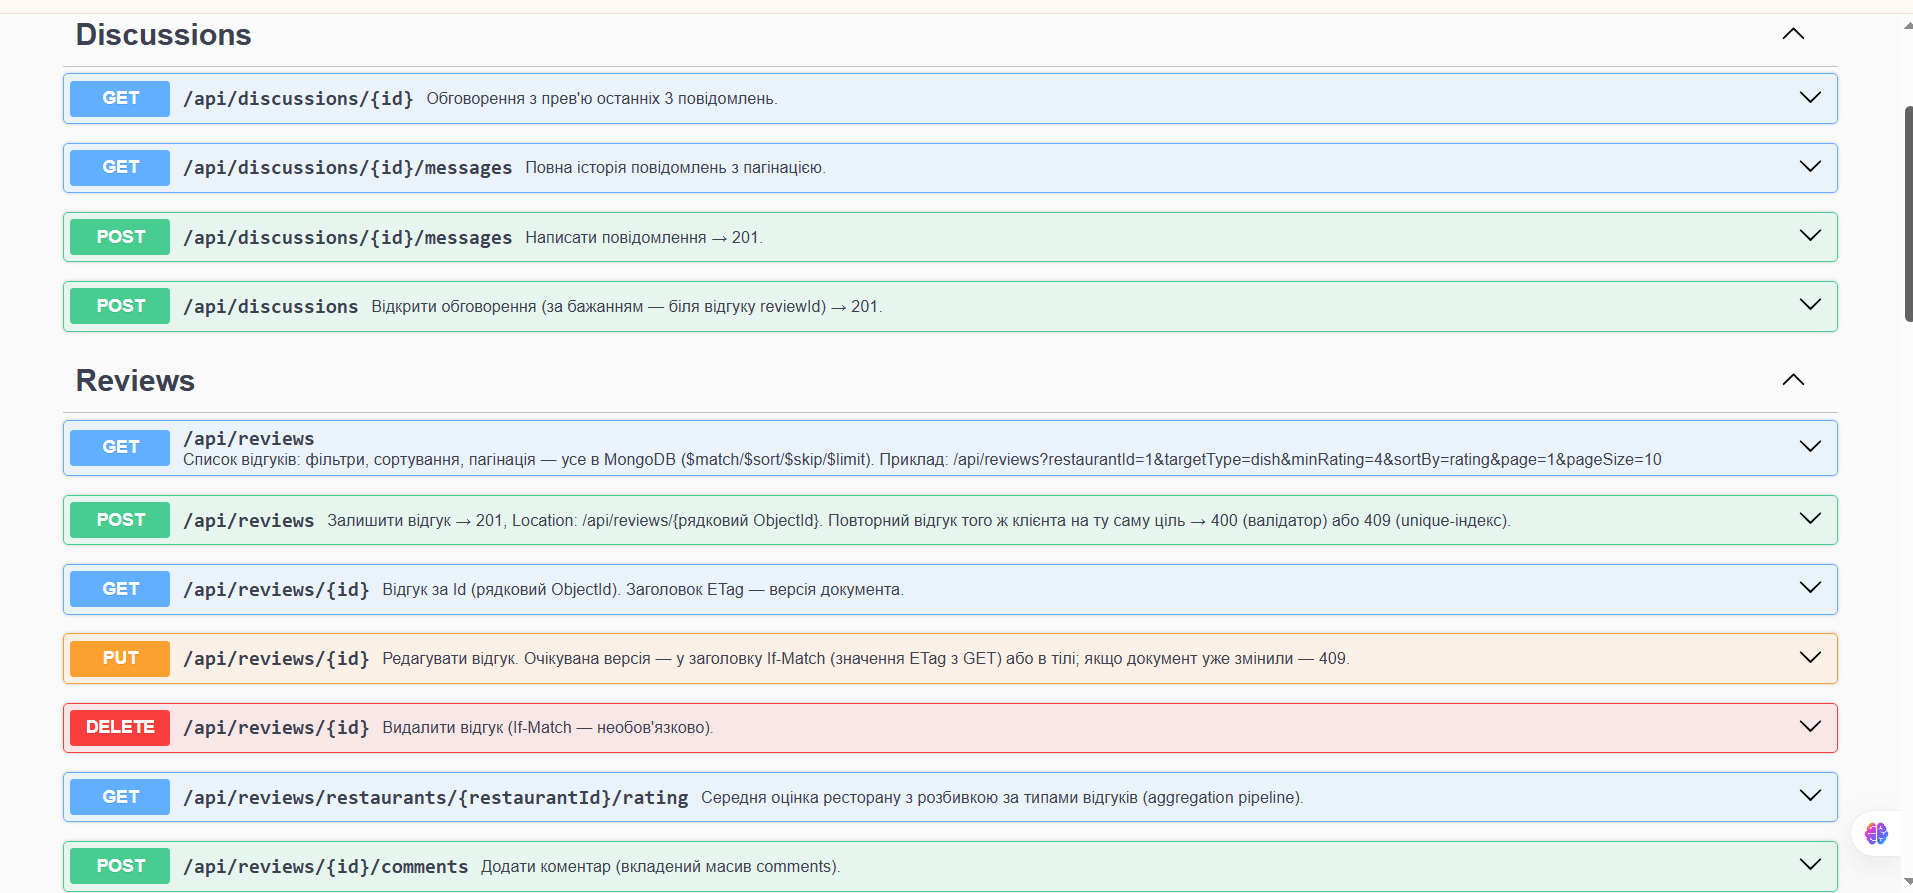 Discussions
GET /api/discussions/{id} Обговорення з прев'ю останніх 3 повідомлень.
GET /api/discussions/{id}/messages Повна історія повідомлень з пагінацією.
POST /api/discussions/{id}/messages Написати повідомлення → 201.
POST /api/discussions Відкрити обговорення (за бажанням — біля відгуку reviewId) → 201.
Reviews
GET /api/reviews
Список відгуків: фільтри, сортування, пагінація — усе в MongoDB ($match/$sort/$skip/$limit). Приклад: /api/reviews?restaurantId=1&targetType=dish&minRating=4&sortBy=rating&page=1&pageSize=10
POST /api/reviews Залишити відгук → 201, Location: /api/reviews/{рядковий ObjectId}. Повторний відгук того ж клієнта на ту саму ціль → 400 (валідатор) або 409 (unique-індекс).
GET /api/reviews/{id} Відгук за Id (рядковий ObjectId). Заголовок ETag — версія документа.
PUT /api/reviews/{id} Редагувати відгук. Очікувана версія — у заголовку If-Match (значення ETag з GET) або в тілі; якщо документ уже змінили — 409.
DELETE /api/reviews/{id} Видалити відгук (If-Match — необов'язково).
GET /api/reviews/restaurants/{restaurantId}/rating Середня оцінка ресторану з розбивкою за типами відгуків (aggregation pipeline).
POST /api/reviews/{id}/comments Додати коментар (вкладений масив comments).